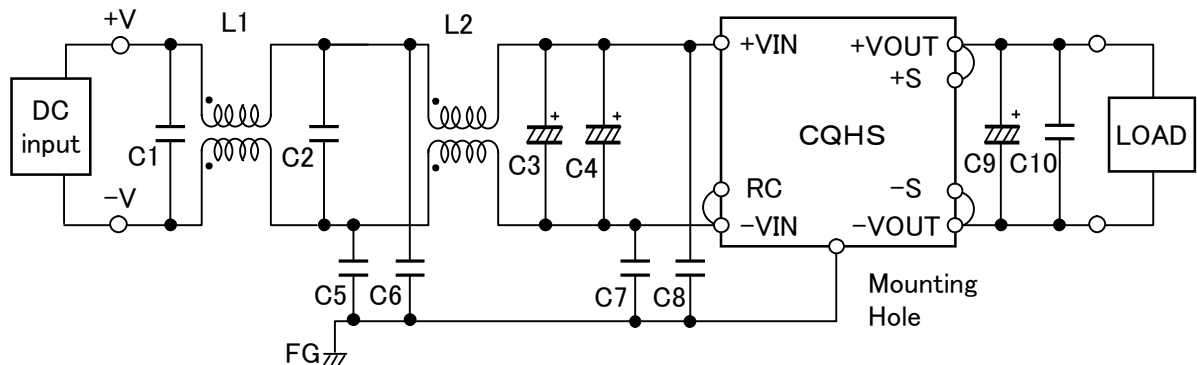 +V
L1
L2
+VIN
+VOUT
+S
DC
input
C1
C2
C3
+
C4
+
CQHS
C9
+
C10
LOAD
RC
−S
−V
−VIN
−VOUT
C5
C6
C7
C8
Mounting
Hole
FG